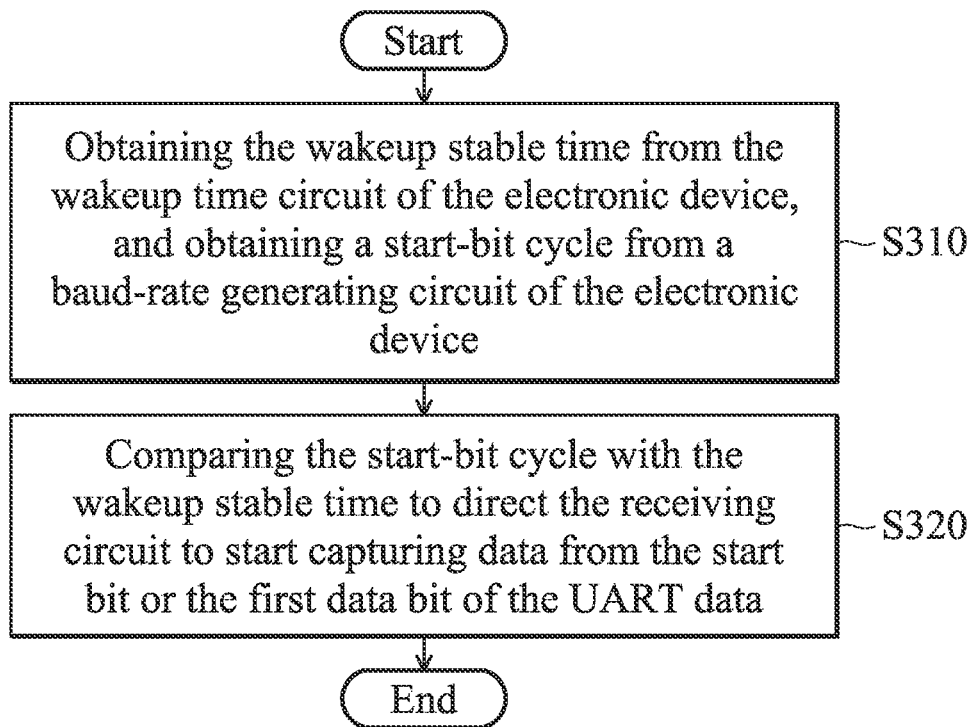 Start
Obtaining the wakeup stable time from the
wakeup time circuit of the electronic device,
and obtaining a start-bit cycle from a
baud-rate generating circuit of the electronic
device
S310
Comparing the start-bit cycle with the
wakeup stable time to direct the receiving
circuit to start capturing data from the start
bit or the first data bit of the UART data
S320
End